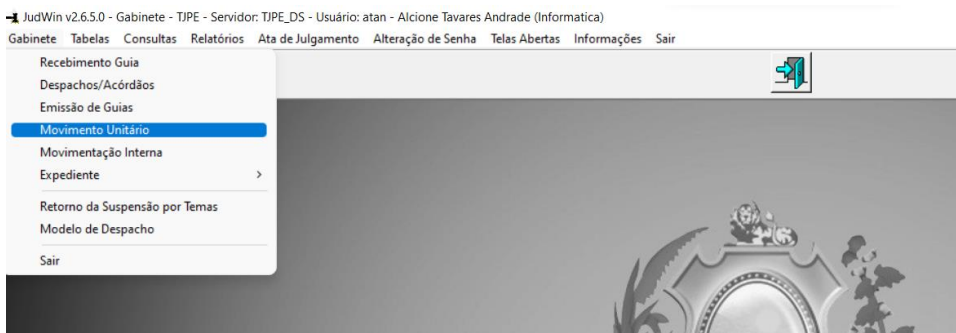 JudWin v2.6.5.0 - Gabinete - TJPE - Servidor: TJPE_DS - Usuário: atan - Alcione Tavares Andrade (Informatica)
Gabinete Tabelas Consultas Relatórios Ata de Julgamento Alteração de Senha Telas Abertas Informações Sair
Recebimento Guia
Despachos/Acórdãos
Emissão de Guias
Movimento Unitário
Movimentação Interna
Expediente >
Retorno da Suspensão por Temas
Modelo de Despacho
Sair